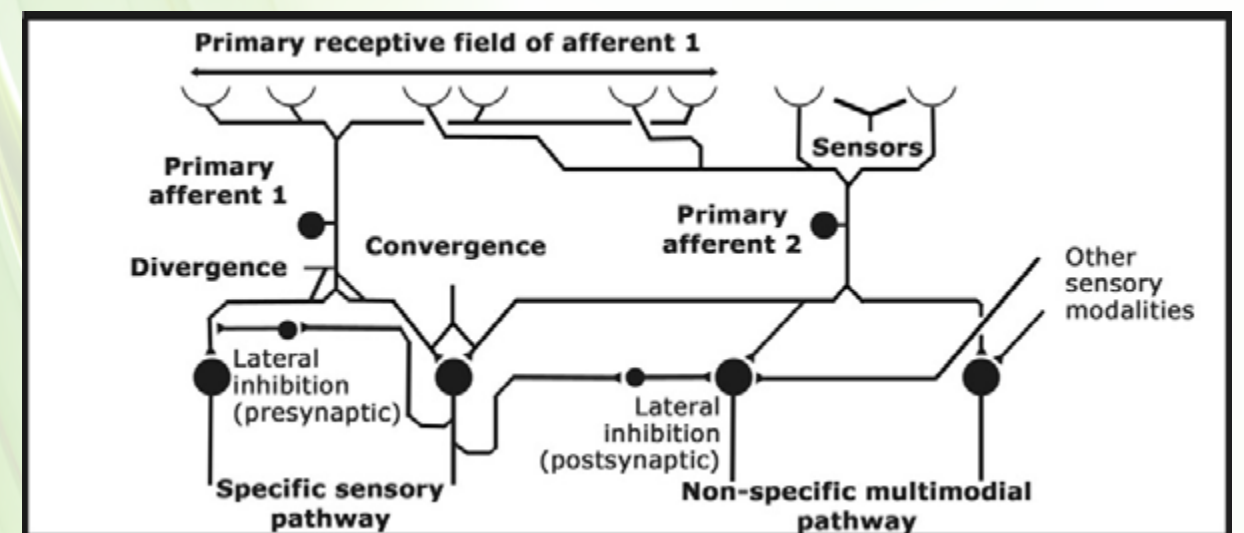 Primary receptive field of afferent 1
Sensors
Primary
afferent 1
Primary
afferent 2
Convergence
Divergence
Other
sensory
modalities
Lateral
inhibition
(presynaptic)
Lateral
inhibition
(postsynaptic)
Specific sensory
pathway
Non-specific multimodial
pathway